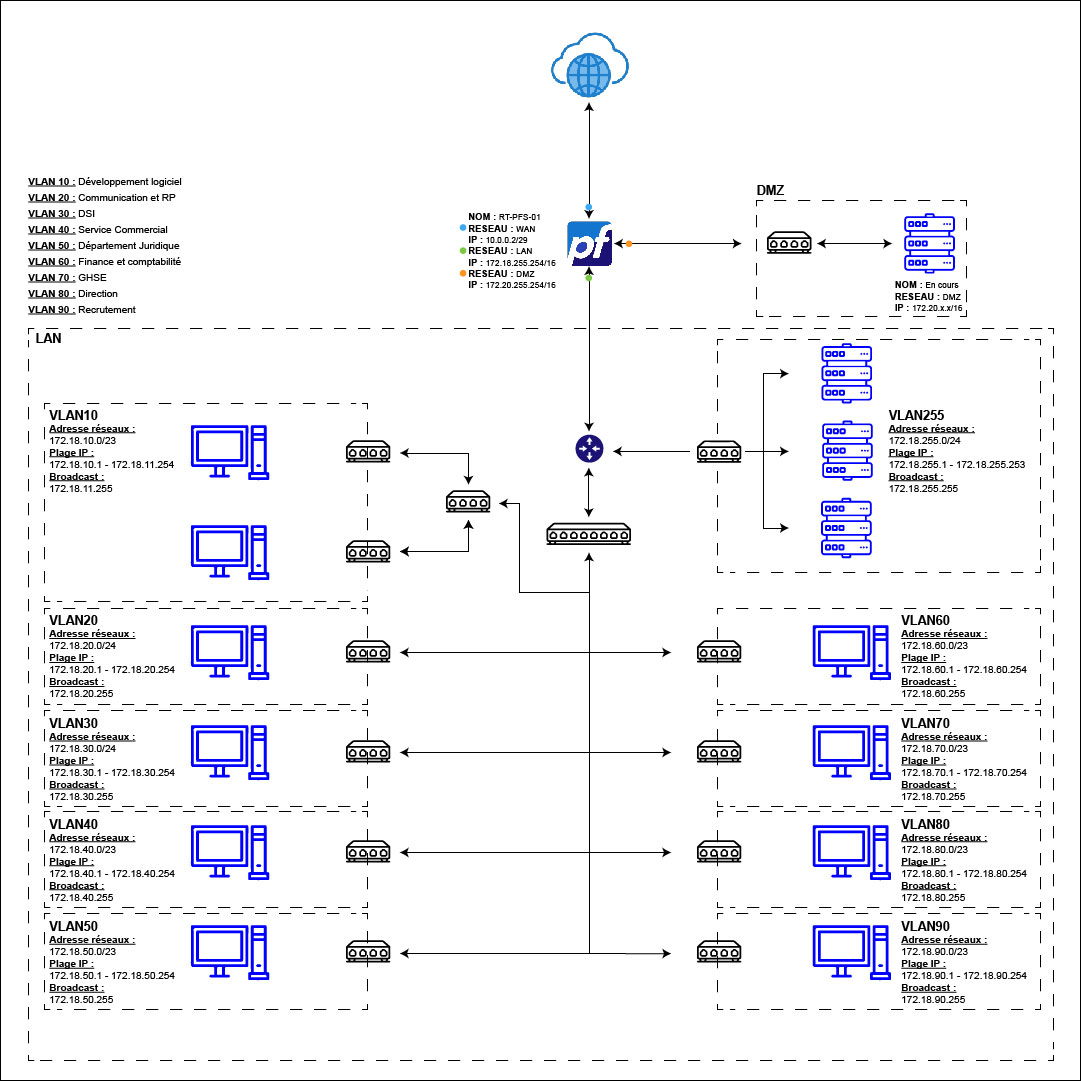 DMZ
VLAN 10 : Développement logiciel
VLAN 20 : Communication et RP
VLAN 30 : DSI
VLAN 40 : Service Commercial
VLAN 50 : Département Juridique
VLAN 60 : Finance et comptabilité
VLAN 70 : GHSE
VLAN 80 : Direction
VLAN 90 : Recrutement
NOM : RT-PFS-01
RESEAU : WAN
IP : 10.0.0.2/29
RESEAU : LAN
IP : 172.18.255.254/16
RESEAU : DMZ
IP : 172.20.255.254/16
pf
NOM : En cours
RESEAU : DMZ
IP : 172.20.x.x/16
LAN
VLAN10
Adresse réseaux :
172.18.10.0/23
Plage IP :
172.18.10.1 - 172.18.11.254
Broadcast :
172.18.11.255
VLAN255
Adresse réseaux :
172.18.255.0/24
Plage IP :
172.18.255.1 - 172.18.255.253
Broadcast :
172.18.255.255
VLAN20
Adresse réseaux :
172.18.20.0/24
Plage IP :
172.18.20.1 - 172.18.20.254
Broadcast :
172.18.20.255
VLAN60
Adresse réseaux :
172.18.60.0/23
Plage IP :
172.18.60.1 - 172.18.60.254
Broadcast :
172.18.60.255
VLAN30
Adresse réseaux :
172.18.30.0/24
Plage IP :
172.18.30.1 - 172.18.30.254
Broadcast :
172.18.30.255
VLAN70
Adresse réseaux :
172.18.70.0/23
Plage IP :
172.18.70.1 - 172.18.70.254
Broadcast :
172.18.70.255
VLAN40
Adresse réseaux :
172.18.40.0/23
Plage IP :
172.18.40.1 - 172.18.40.254
Broadcast :
172.18.40.255
VLAN80
Adresse réseaux :
172.18.80.0/23
Plage IP :
172.18.80.1 - 172.18.80.254
Broadcast :
172.18.80.255
VLAN50
Adresse réseaux :
172.18.50.0/23
Plage IP :
172.18.50.1 - 172.18.50.254
Broadcast :
172.18.50.255
VLAN90
Adresse réseaux :
172.18.90.0/23
Plage IP :
172.18.90.1 - 172.18.90.254
Broadcast :
172.18.90.255